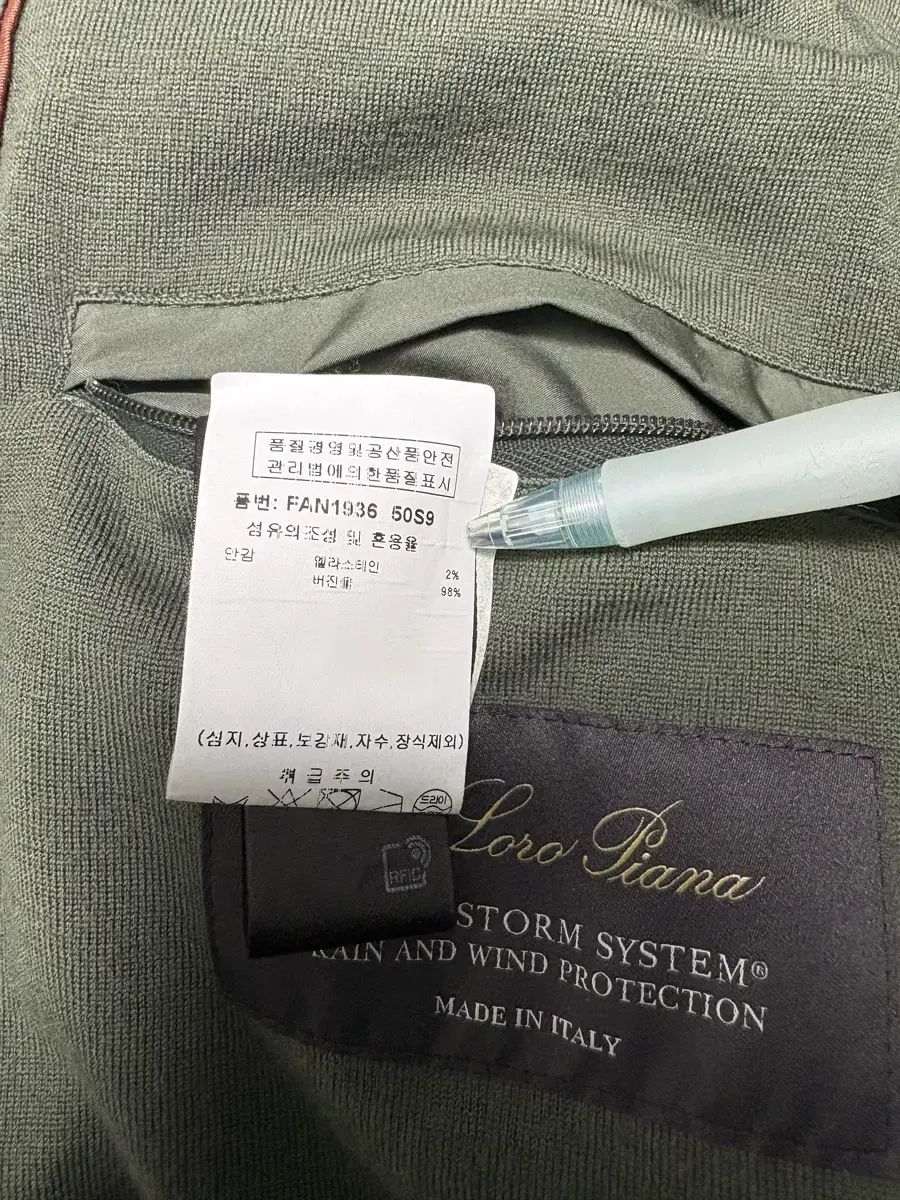 품질경영및공산품안전
관리법에의한품질표시
품번: FAN1936 50S9
섬유의조성 및 혼용율
안감 엘라스테인 2%
98%
(심지,상표,보강재,자수,장식제외)
취급주의
드라이
RFID
Loro Piana
STORM SYSTEM®
RAIN AND WIND PROTECTION
MADE IN ITALY